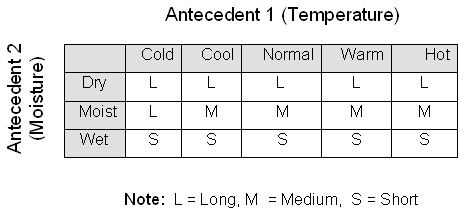 Antecedent 1 (Temperature)
Antecedent 2
(Moisture)
Cold Cool Normal Warm Hot
Dry L L L L L
Moist L M M M M
Wet S S S S S
Note: L = Long, M = Medium, S = Short